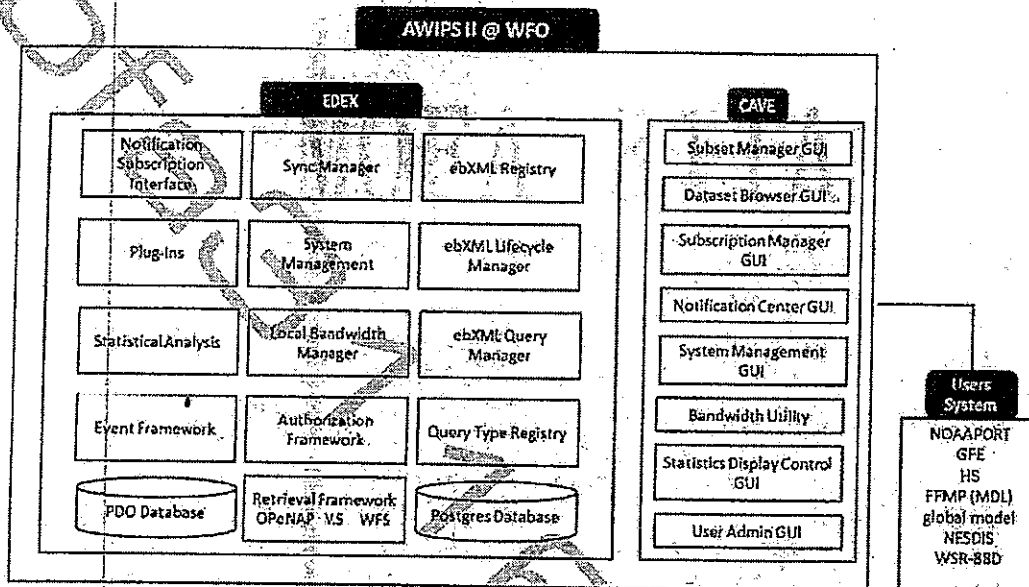 AWIPS II @ WFO
EDEX
Notification
Subscription
Interface
Sync Manager
ebXML Registry
Plug-Ins
System
Management
ebXML Lifecycle
Manager
Statistical Analysis
Local Bandwidth
Manager
ebXML Query
Manager
Event Framework
Authorization
Framework
Query Type Registry
PDO Database
Retrieval Framework
OPeNAP V.S WFS
Postgres Database
CAVE
Subset Manager GUI
Dataset Browser GUI
Subscription Manager
GUI
Notification Center GUI
System Management
GUI
Bandwidth Utility
Statistics Display Control
GUI
User Admin GUI
Users
System
NOAAPORT
GFE
HS
FFMP (MDL)
global model
NESDIS
WSR-88D